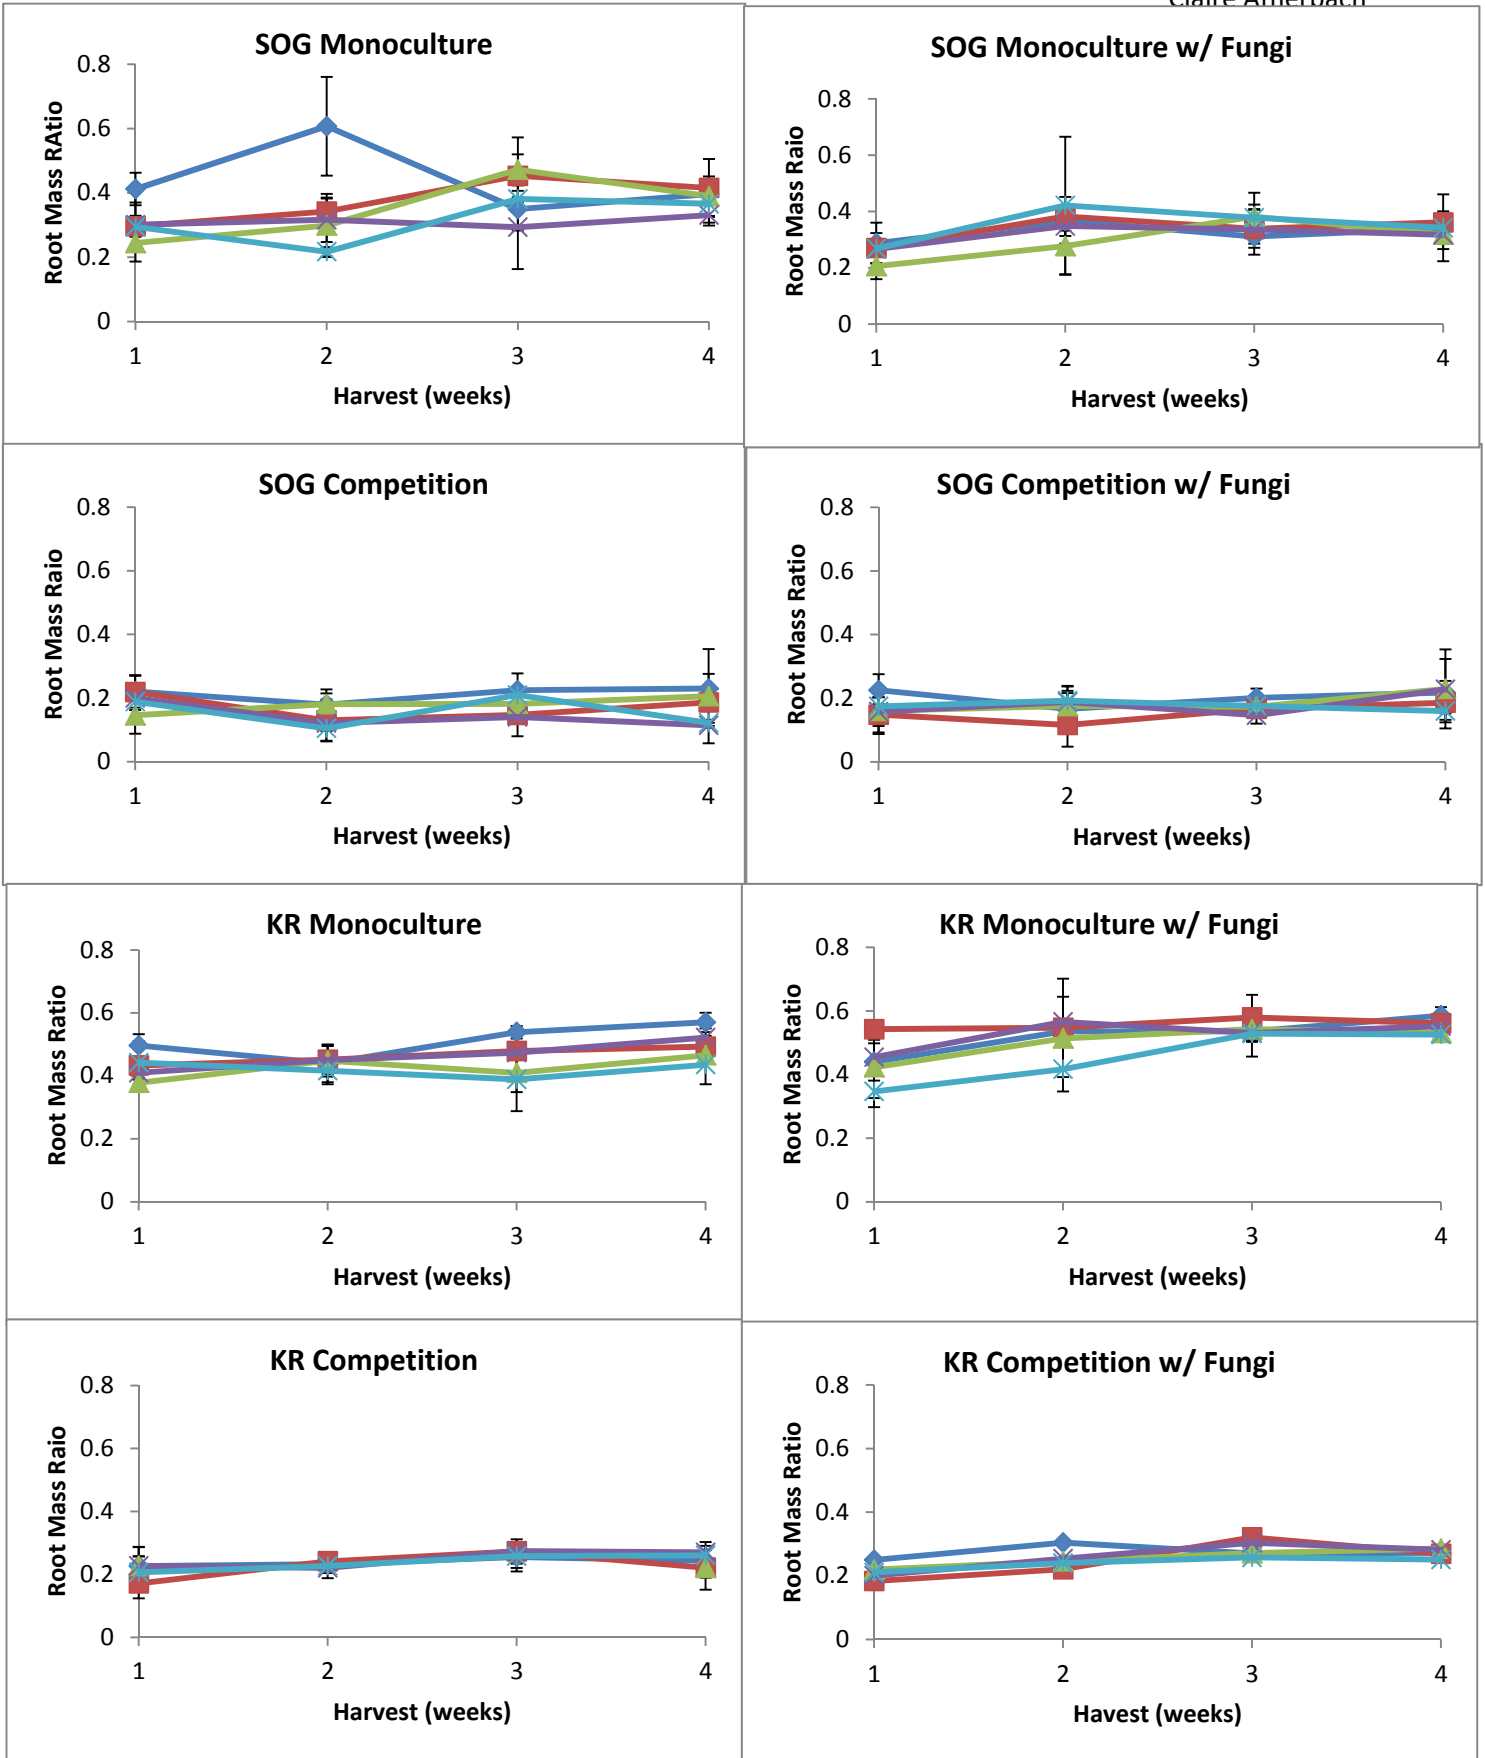 SOG Monoculture
0.8
0.6
0.4
0.2
0
Root Mass RAtio
1 2 3 4
Harvest (weeks)
SOG Monoculture w/ Fungi
0.8
0.6
0.4
0.2
0
Root Mass Raio
1 2 3 4
Harvest (weeks)
SOG Competition
0.8
0.6
0.4
0.2
0
Root Mass Raio
1 2 3 4
Harvest (weeks)
SOG Competition w/ Fungi
0.8
0.6
0.4
0.2
0
Root Mass Ratio
1 2 3 4
Harvest (weeks)
KR Monoculture
0.8
0.6
0.4
0.2
0
Root Mass Ratio
1 2 3 4
Harvest (weeks)
KR Monoculture w/ Fungi
0.8
0.6
0.4
0.2
0
Root Mass Ratio
1 2 3 4
Harvest (weeks)
KR Competition
0.8
0.6
0.4
0.2
0
Root Mass Raio
1 2 3 4
Harvest (weeks)
KR Competition w/ Fungi
0.8
0.6
0.4
0.2
0
Root Mass Ratio
1 2 3 4
Havest (weeks)